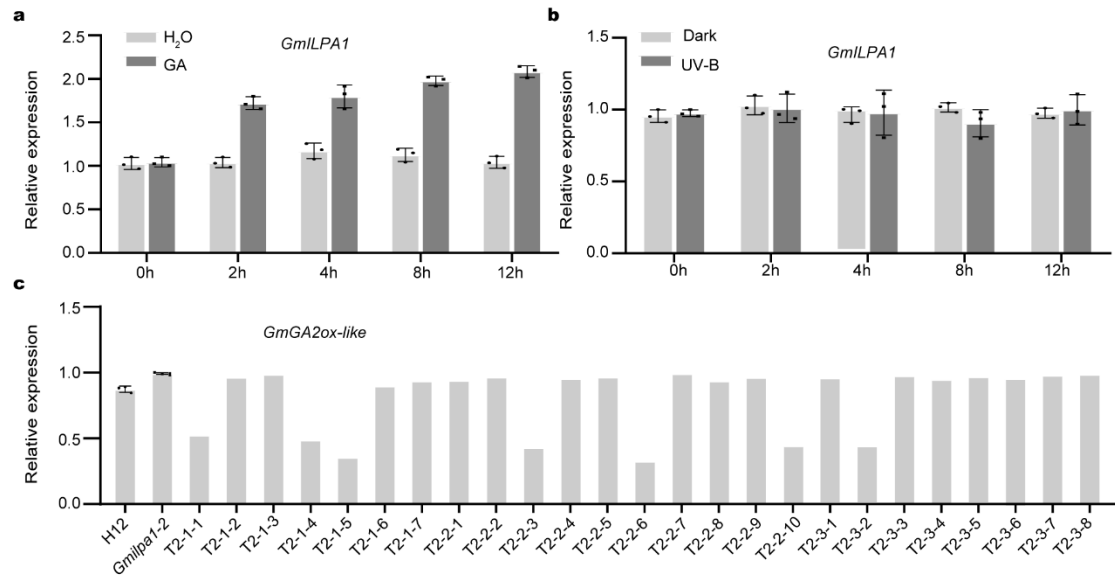 a
H₂O
GA
GmILPA1
Relative expression
2.5
2.0
1.5
1.0
0.5
0.0
0h
2h
4h
8h
12h
b
Dark
UV-B
GmILPA1
Relative expression
1.5
1.0
0.5
0.0
0h
2h
4h
8h
12h
c
GmGA2ox-like
Relative expression
1.5
1.0
0.5
0.0
H12
Gmilpa1-2
T2-1-1
T2-1-2
T2-1-3
T2-1-4
T2-1-5
T2-1-6
T2-1-7
T2-2-1
T2-2-2
T2-2-3
T2-2-4
T2-2-5
T2-2-6
T2-2-7
T2-2-8
T2-2-9
T2-2-10
T2-3-1
T2-3-2
T2-3-3
T2-3-4
T2-3-5
T2-3-6
T2-3-7
T2-3-8